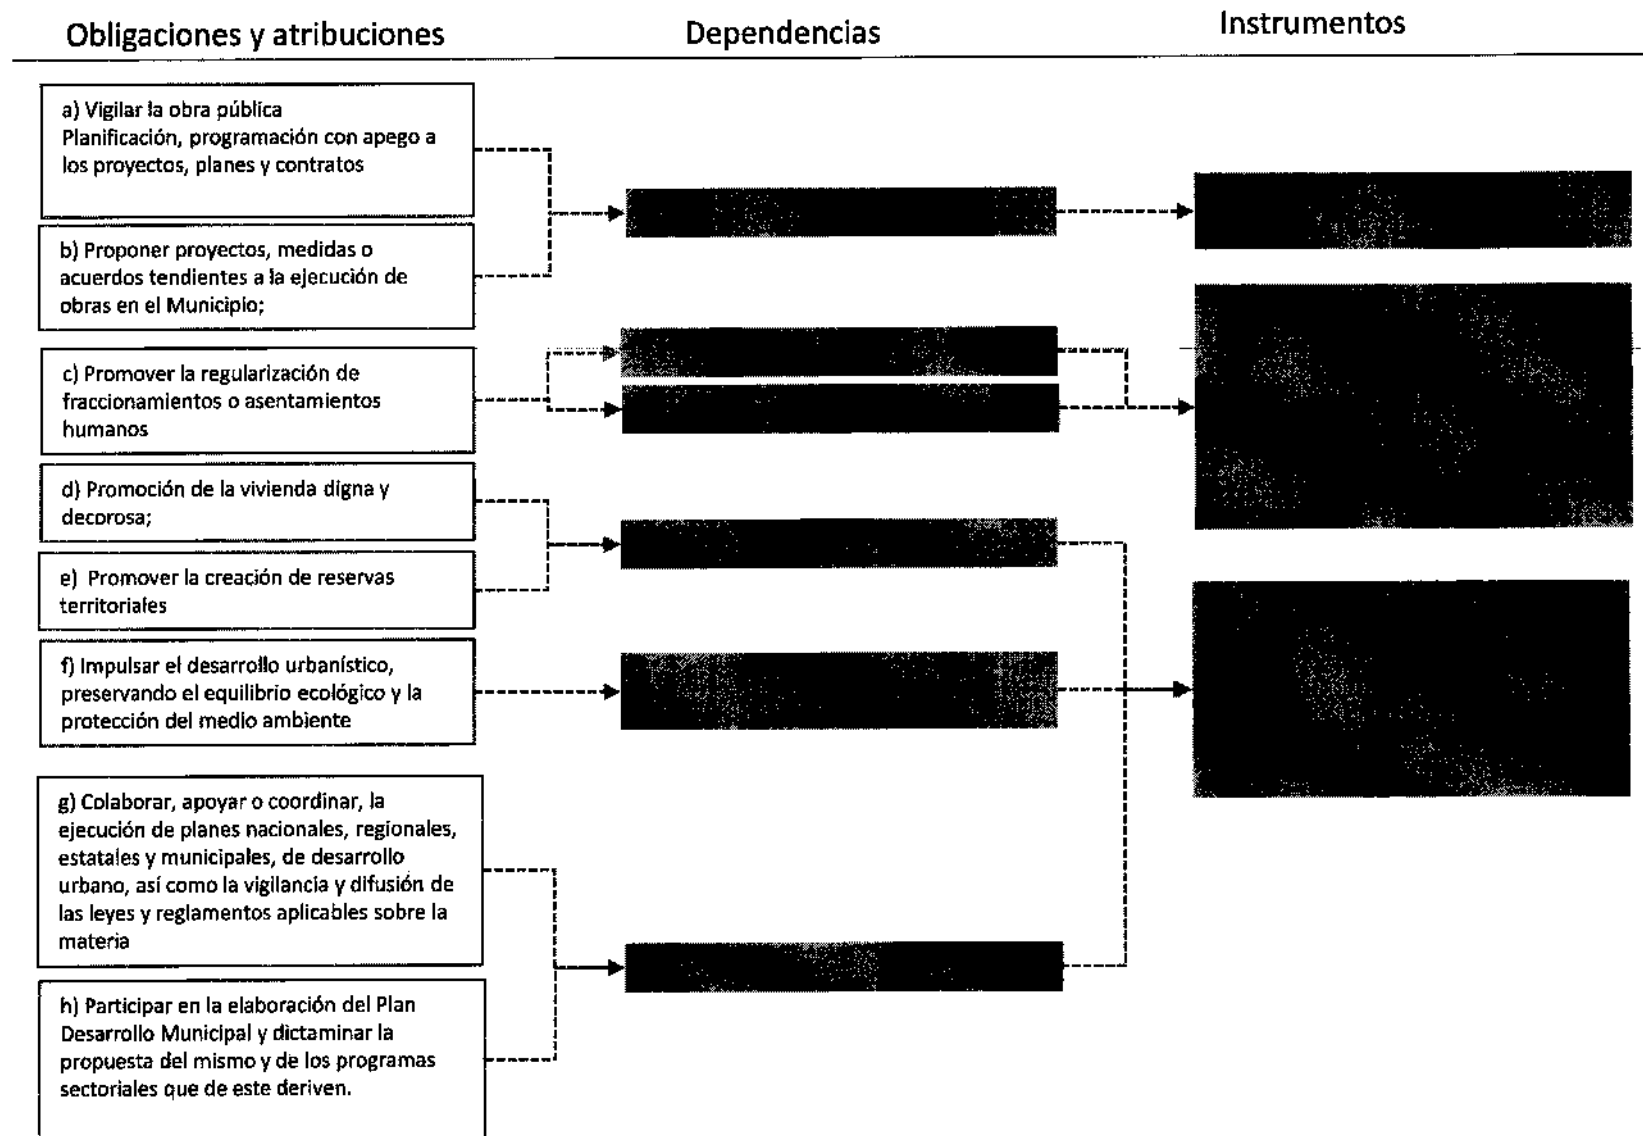 Obligaciones y atribuciones
Dependencias
Instrumentos
a) Vigilar la obra pública
Planificación, programación con apego a
los proyectos, planes y contratos
b) Proponer proyectos, medidas o
acuerdos tendientes a la ejecución de
obras en el Municipio;
c) Promover la regularización de
fraccionamientos o asentamientos
humanos
d) Promoción de la vivienda digna y
decorosa;
e) Promover la creación de reservas
territoriales
f) Impulsar el desarrollo urbanístico,
preservando el equilibrio ecológico y la
protección del medio ambiente
g) Colaborar, apoyar o coordinar, la
ejecución de planes nacionales, regionales,
estatales y municipales, de desarrollo
urbano, así como la vigilancia y difusión de
las leyes y reglamentos aplicables sobre la
materia
h) Participar en la elaboración del Plan
Desarrollo Municipal y dictaminar la
propuesta del mismo y de los programas
sectoriales que de este deriven.